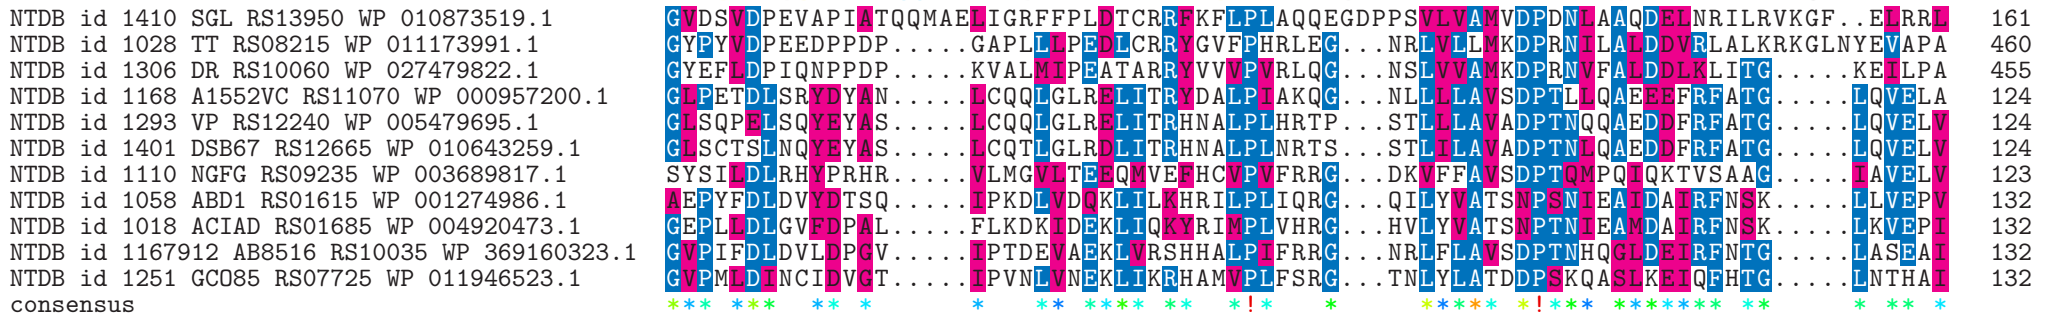 NTDB id 1410 SGL RS13950 WP 010873519.1 GVDSVDPEVAPIATQQMAELIGRFFPLDTCRRFKFLPLAQQEGDPPSVLVAMVDPDNLAAQDELNRILRVKGF..ELRRL 161
NTDB id 1028 TT RS08215 WP 011173991.1 GYPYVDPEEDPPDP.....GAPLLLPEDLCRRYGVFPHRLEG...NRLVLLMKDPRNILALDDVRLALKRKGLNYEVAPA 460
NTDB id 1306 DR RS10060 WP 027479822.1 GYEFLDPIQNPPDP.....KVALMIPEATARRYVVVPVRLQG...NSLVVAMKDPRNVFALDDLKLITG.....KEILPA 455
NTDB id 1168 A1552VC RS11070 WP 000957200.1 GLPETDLSRYDYAN.....LCQQLGLRELITRYDALPIAKQG...NLLLLAVSDPTLLQAEEEFRFATG.....LQVELA 124
NTDB id 1293 VP RS12240 WP 005479695.1 GLSQPELSQYEYAS.....LCQQLGLRELITRHNALPLHRTP...STLLLAVADPTNQQAEDDFRFATG.....LQVELV 124
NTDB id 1401 DSB67 RS12665 WP 010643259.1 GLSCTSLNQYEYAS.....LCQTLGLRDLITRHNALPLNRTS...STLILAVADPTNLQAEDDFRFATG.....LQVELV 124
NTDB id 1110 NGFG RS09235 WP 003689817.1 SYSILDLRHYPRHR.....VLMGVLTEEQMVEFHCVPVFRRG...DKVFFAVSDPTQMPQIQKTVSAAG.....IAVELV 123
NTDB id 1058 ABD1 RS01615 WP 001274986.1 AEPYFDLDVYDTSQ.....IPKDLVDQKLILKHRILPLIQRG...QILYVATSNPSNIEAIDAIRFNSK.....LLVEPV 132
NTDB id 1018 ACIAD RS01685 WP 004920473.1 GEPLLDLGVFDPAL.....FLKDKIDEKLIQKYRIMPLVHRG...HVLYVATSNPTNIEAMDAIRFNSK.....LKVEPI 132
NTDB id 1167912 AB8516 RS10035 WP 369160323.1 GVPIFDLDVLDPGV.....IPTDEVAEKLVRSHHALPIFRRG...NRLFLAVSDPTNHQGLDEIRFNTG.....LASEAI 132
NTDB id 1251 GCO85 RS07725 WP 011946523.1 GVPMLDINCIDVGT.....IPVNLVNEKLIKRHAMVPLFSRG...TNLYLATDDPSKQASLKEIQFHTG.....LNTHAI 132
consensus *** *** ** * * ** **** ** *!* * ***** *!*** ******* ** * ** *